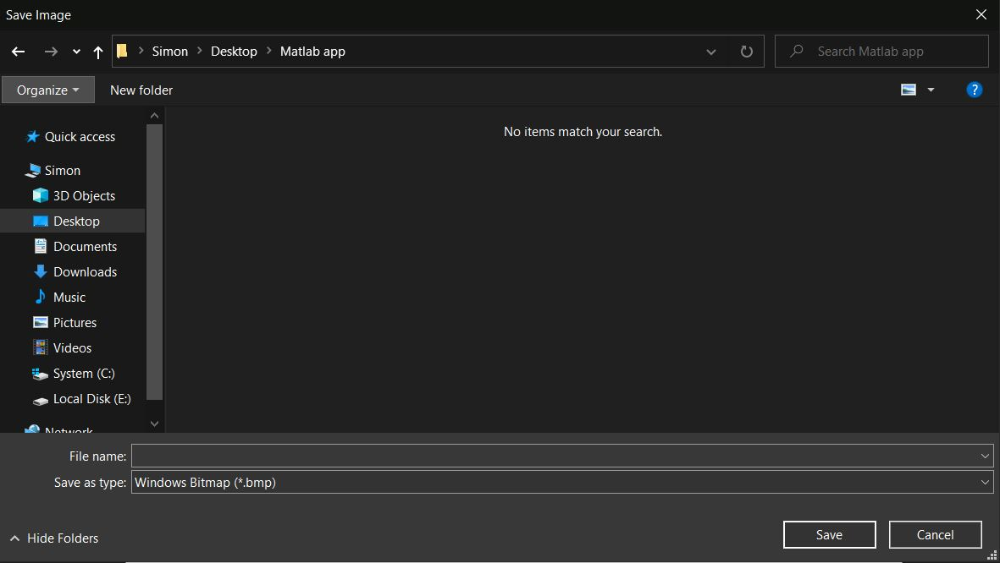 Save Image
Simon Desktop Matlab app
Search Matlab app
Organize New folder
?
No items match your search.
Quick access
Simon
3D Objects
Desktop
Documents
Downloads
Music
Pictures
Videos
System (C:)
Local Disk (E:)
Network
File name:
Save as type: Windows Bitmap (*.bmp)
Hide Folders
Save Cancel